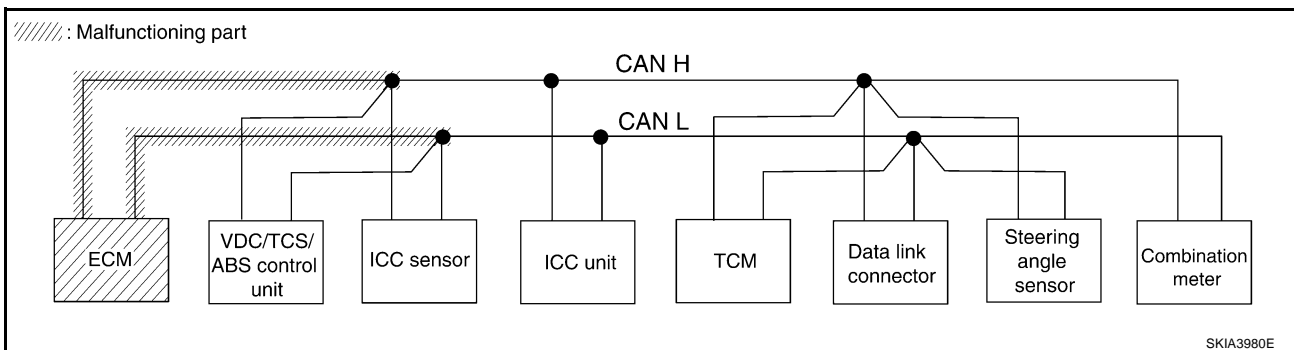 : Malfunctioning part
CAN H
CAN L
ECM
VDC/TCS/
ABS control
unit
ICC sensor
ICC unit
TCM
Data link
connector
Steering
angle
sensor
Combination
meter
SKIA3980E